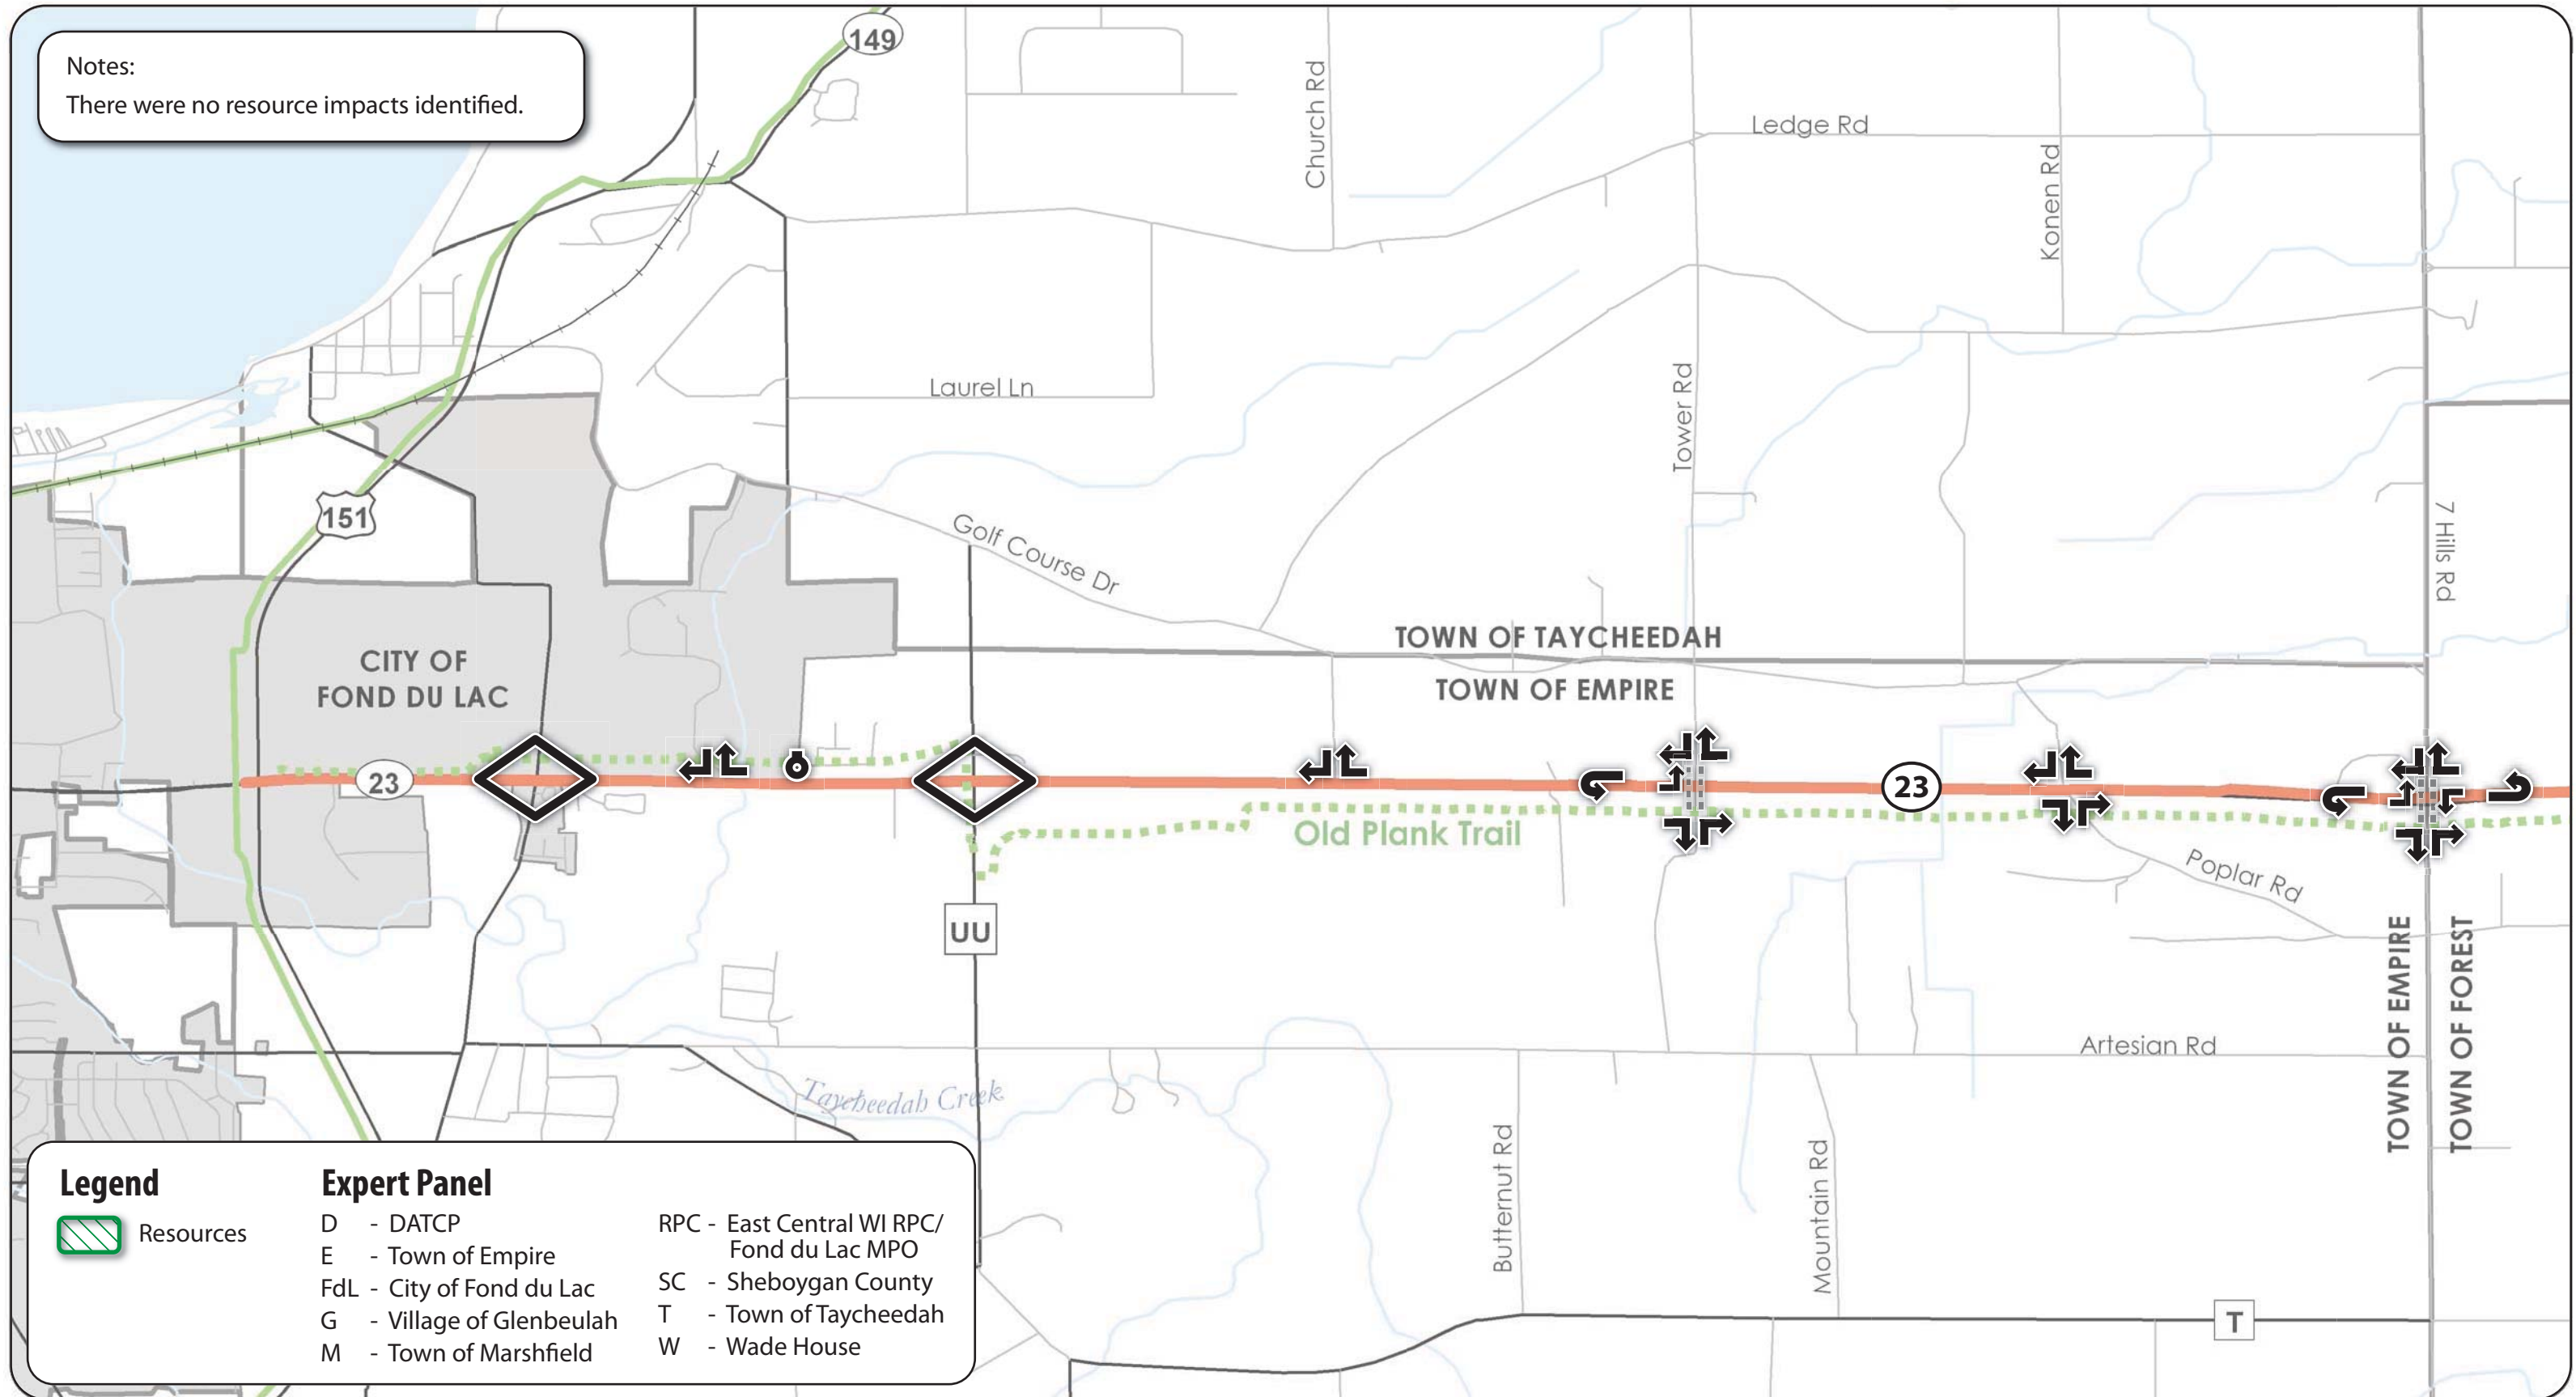 Notes:
There were no resource impacts identified.
149
Church Rd
Ledge Rd
Konen Rd
Laurel Ln
Tower Rd
151
Golf Course Dr
7 Hills Rd
TOWN OF TAYCHEEDAH
TOWN OF EMPIRE
CITY OF
FOND DU LAC
23
23
Old Plank Trail
Poplar Rd
UU
TOWN OF EMPIRE
TOWN OF FOREST
Artesian Rd
Taycheedah Creek
Butternut Rd
Mountain Rd
T
Legend
Resources
Expert Panel
D - DATCP
E - Town of Empire
FdL - City of Fond du Lac
G - Village of Glenbeulah
M - Town of Marshfield
RPC - East Central WI RPC/
Fond du Lac MPO
SC - Sheboygan County
T - Town of Taycheedah
W - Wade House